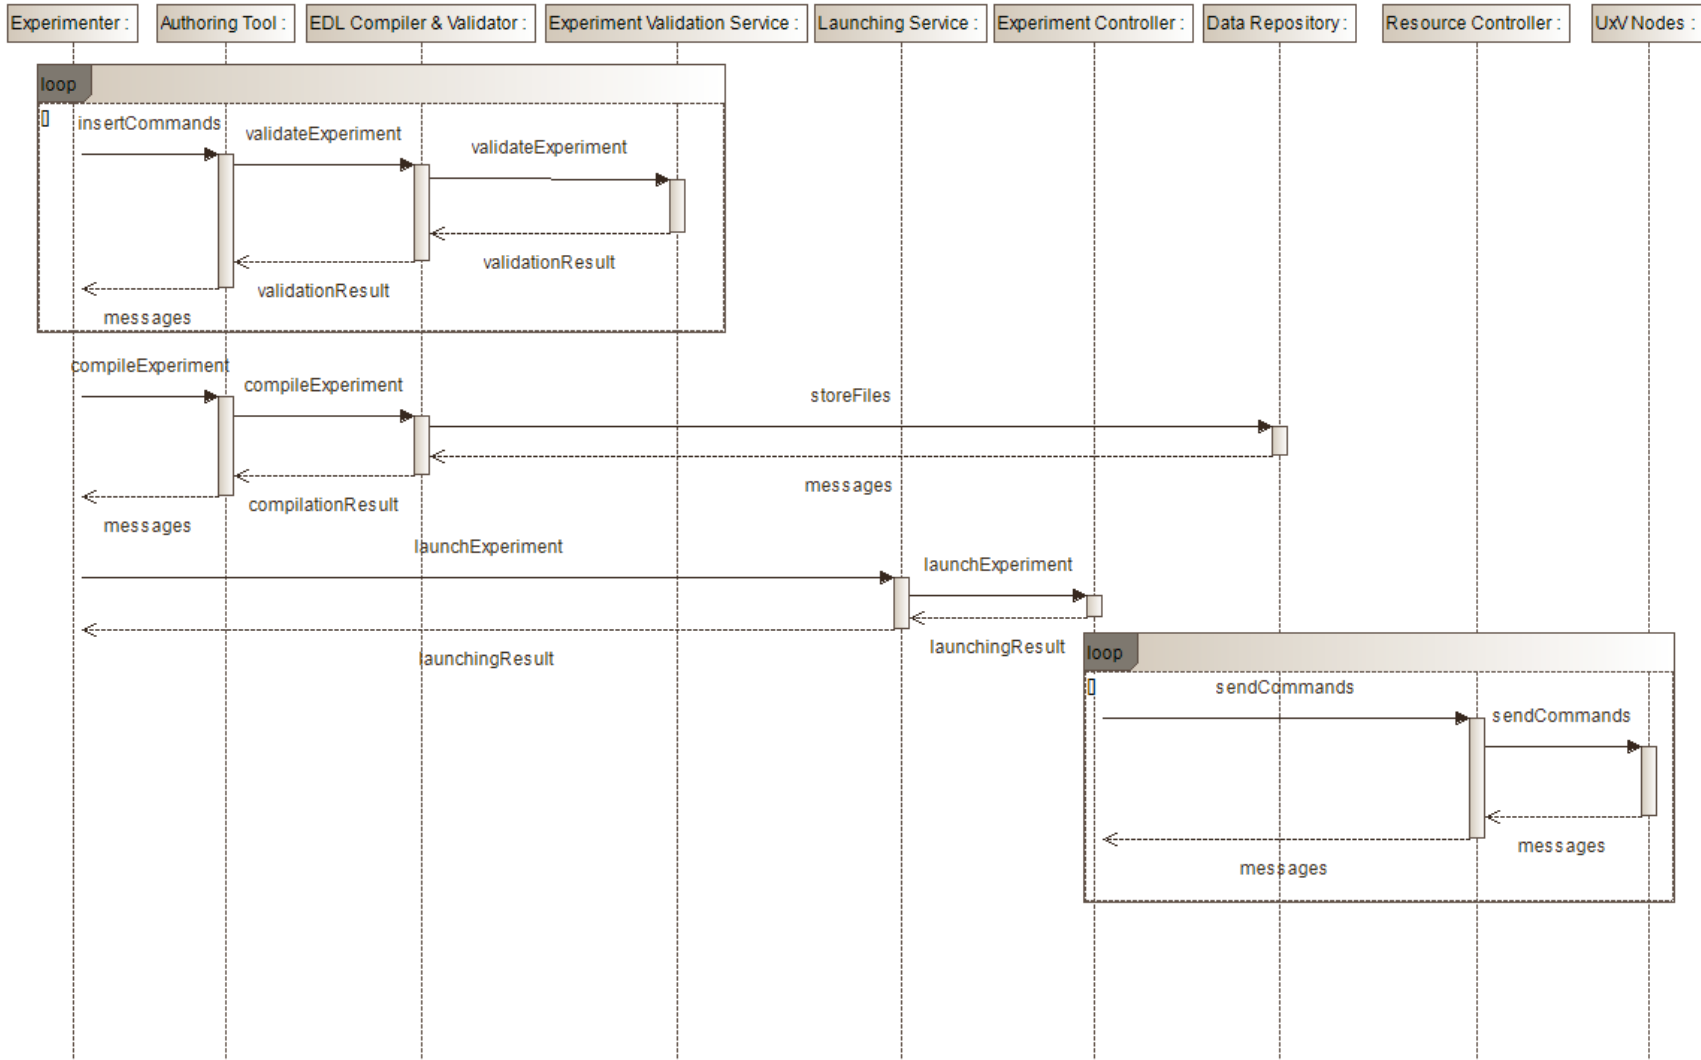 Experimenter :
Authoring Tool :
EDL Compiler & Validator :
Experiment Validation Service :
Launching Service :
Experiment Controller :
Data Repository :
Resource Controller :
UxV Nodes :
loop
[]
insertCommands
validateExperiment
validateExperiment
validationResult
validationResult
messages
compileExperiment
compileExperiment
storeFiles
messages
compilationResult
messages
launchExperiment
launchExperiment
launchingResult
launchingResult
loop
[]
sendCommands
sendCommands
messages
messages